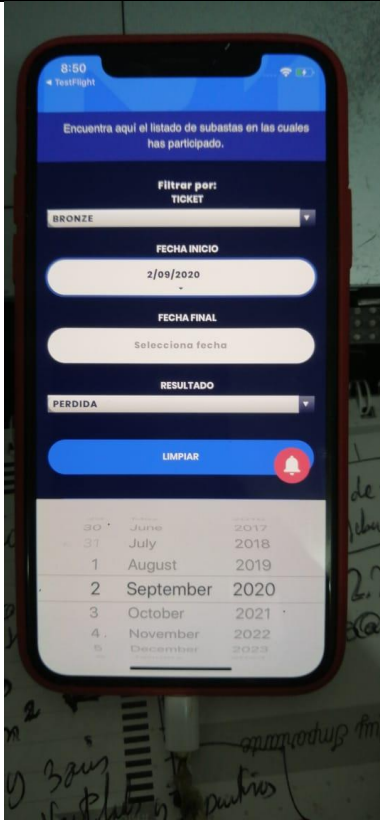 8:50
◀ TestFlight
Encuentra aquí el listado de subastas en las cuales
has participado.
Filtrar por:
TICKET
BRONZE
FECHA INICIO
2/09/2020
-
FECHA FINAL
Selecciona fecha
RESULTADO
PERDIDA
LIMPIAR
30 June 2017
31 July 2018
1 August 2019
2 September 2020
3 October 2021
4 November 2022
5 December 2023
de